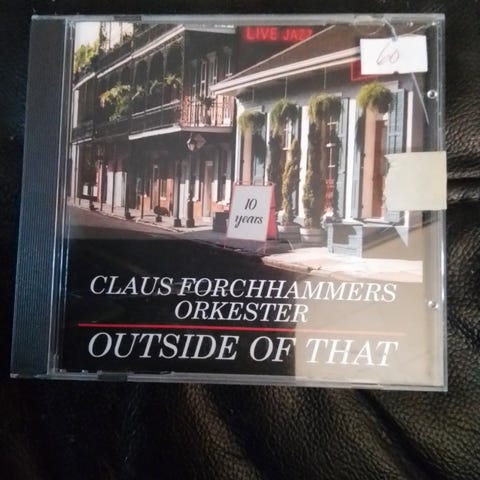 LIVE JAZZ
60
10
years
CLAUS FORCHHAMMERS
ORKESTER
OUTSIDE OF THAT